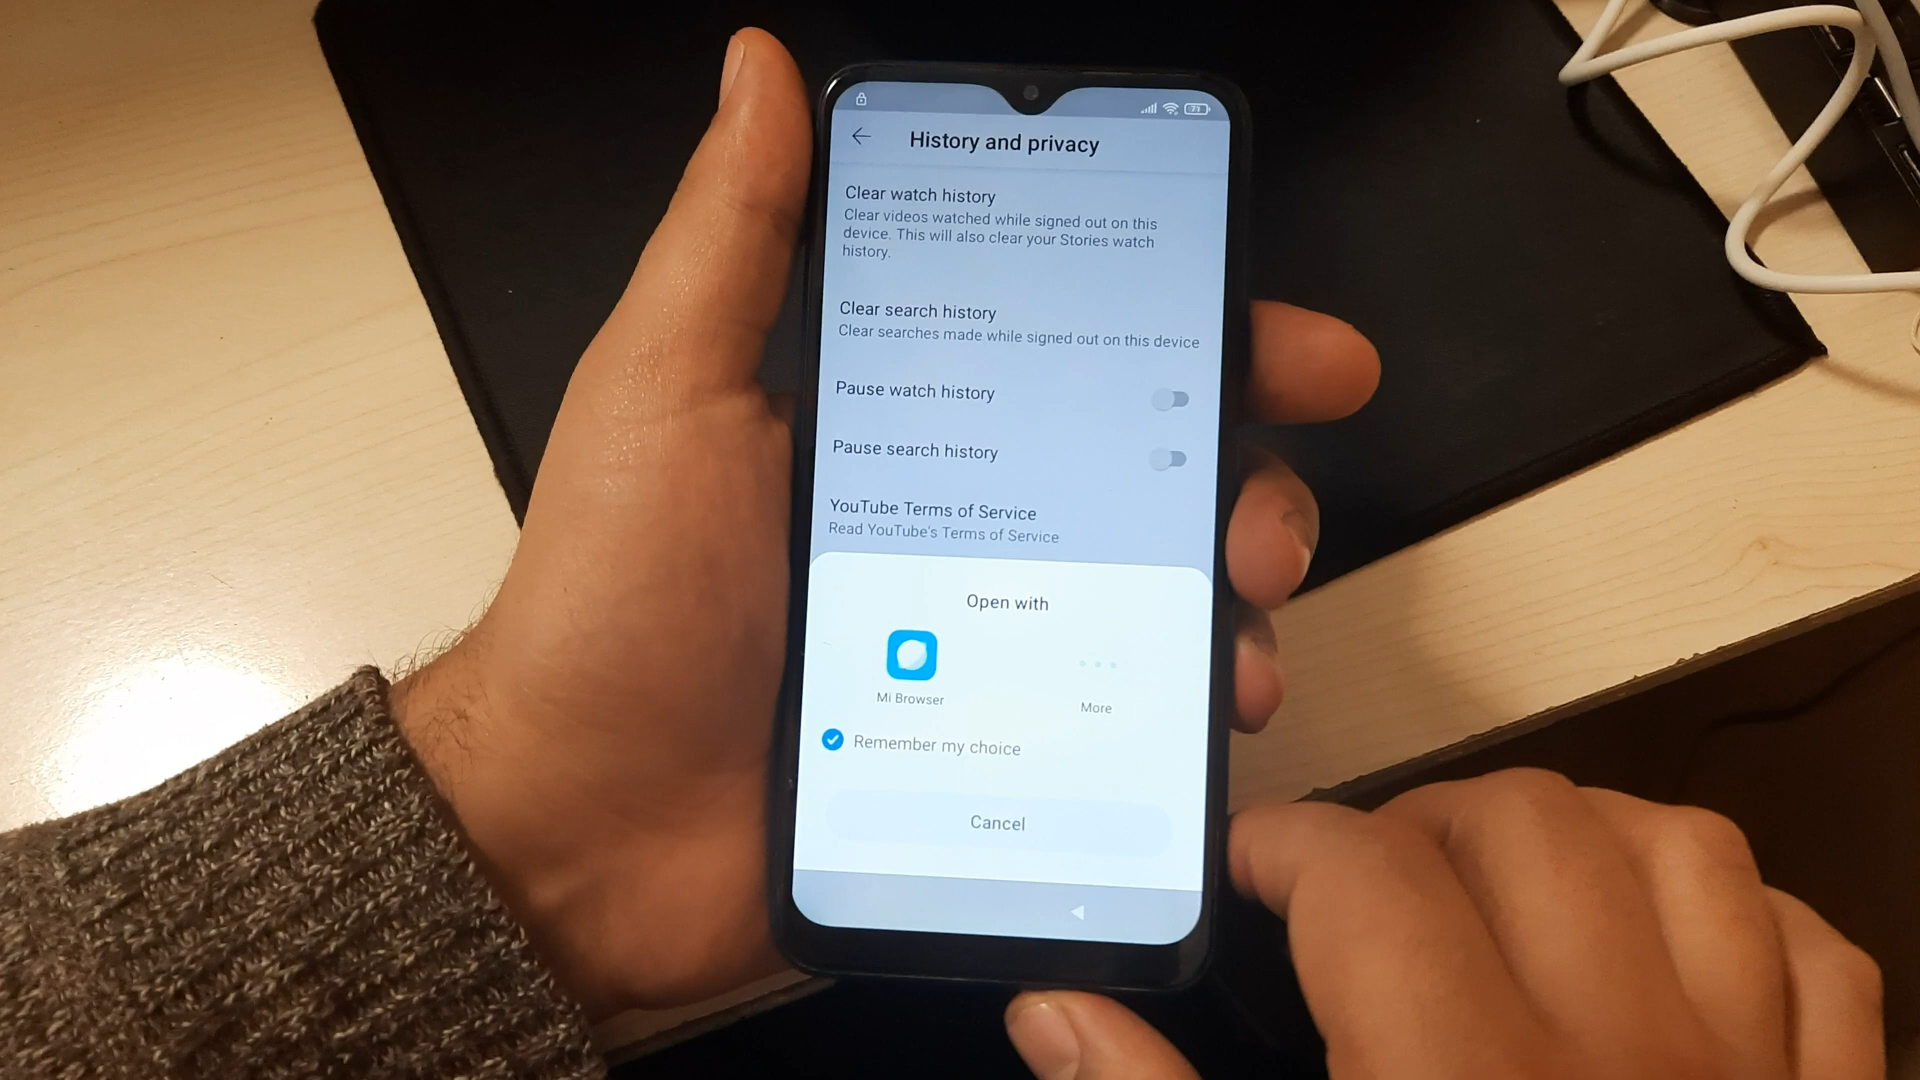 73
History and privacy
Clear watch history
Clear videos watched while signed out on this
device. This will also clear your Stories watch
history.
Clear search history
Clear searches made while signed out on this device
Pause watch history
Pause search history
YouTube Terms of Service
Read YouTube's Terms of Service
Open with
Mi Browser
More
Remember my choice
Cancel